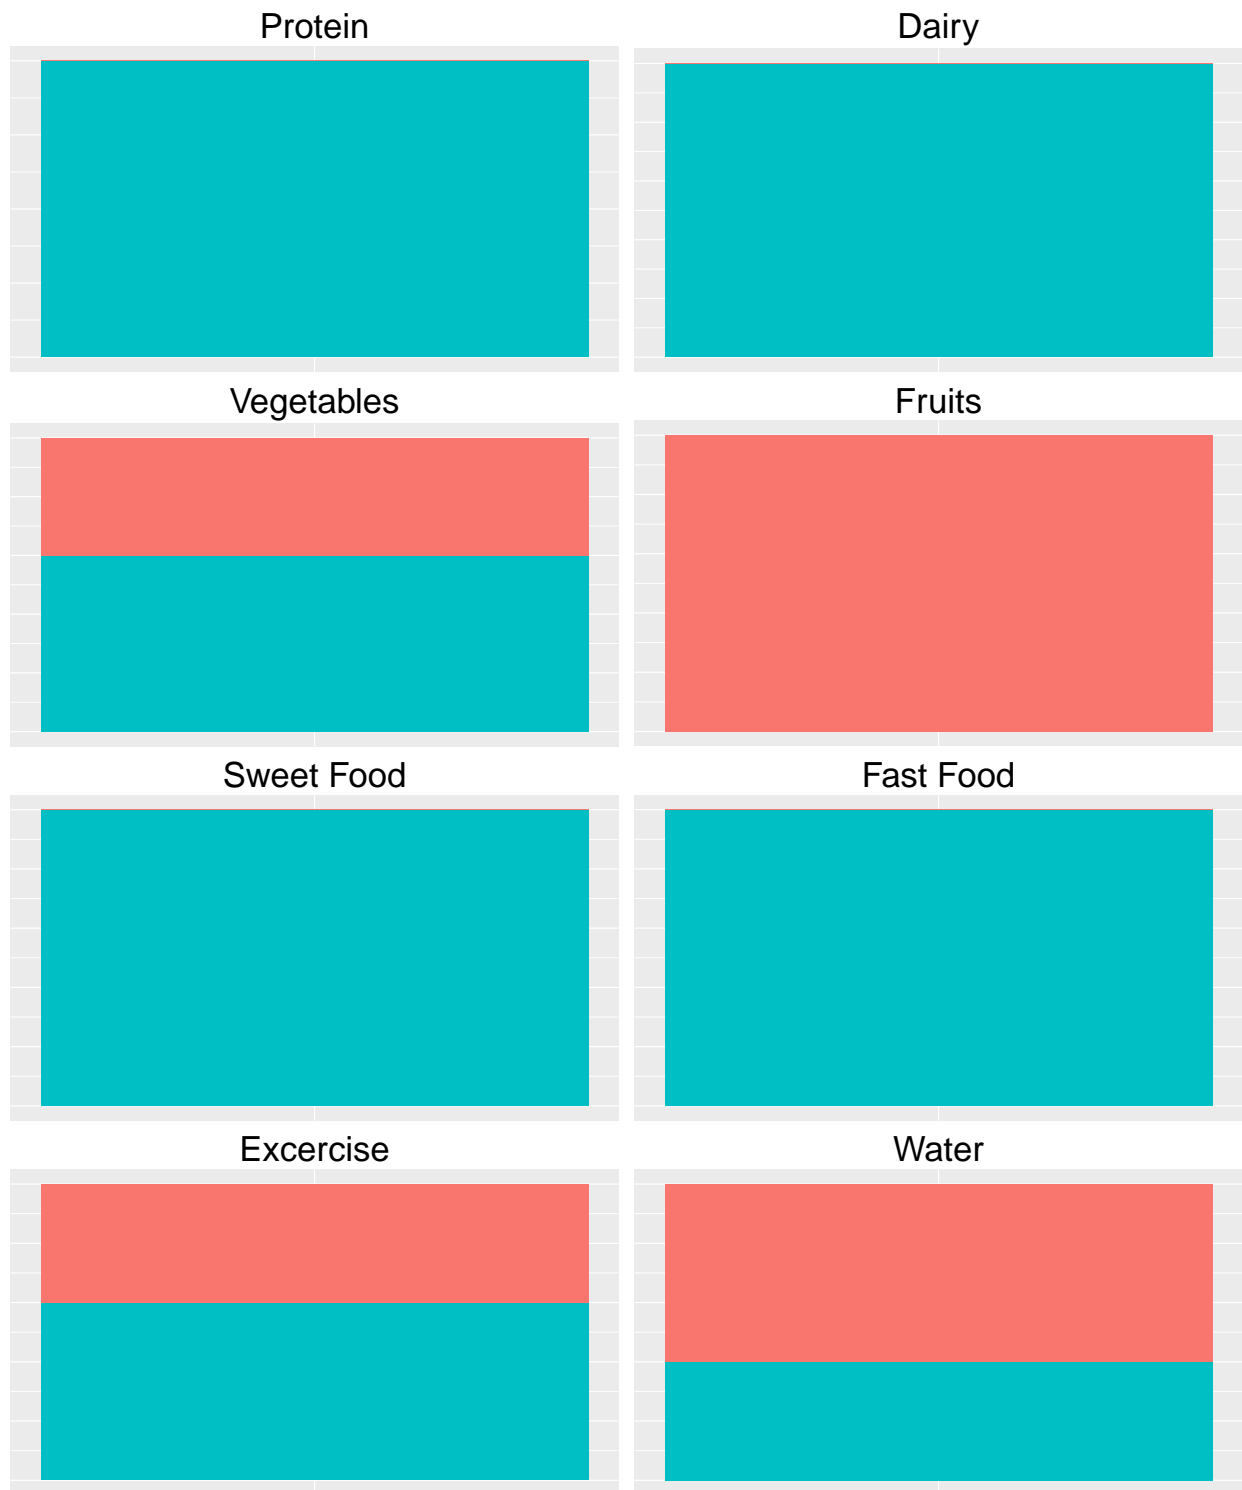 Protein
Dairy
Vegetables
Fruits
Sweet Food
Fast Food
Excercise
Water